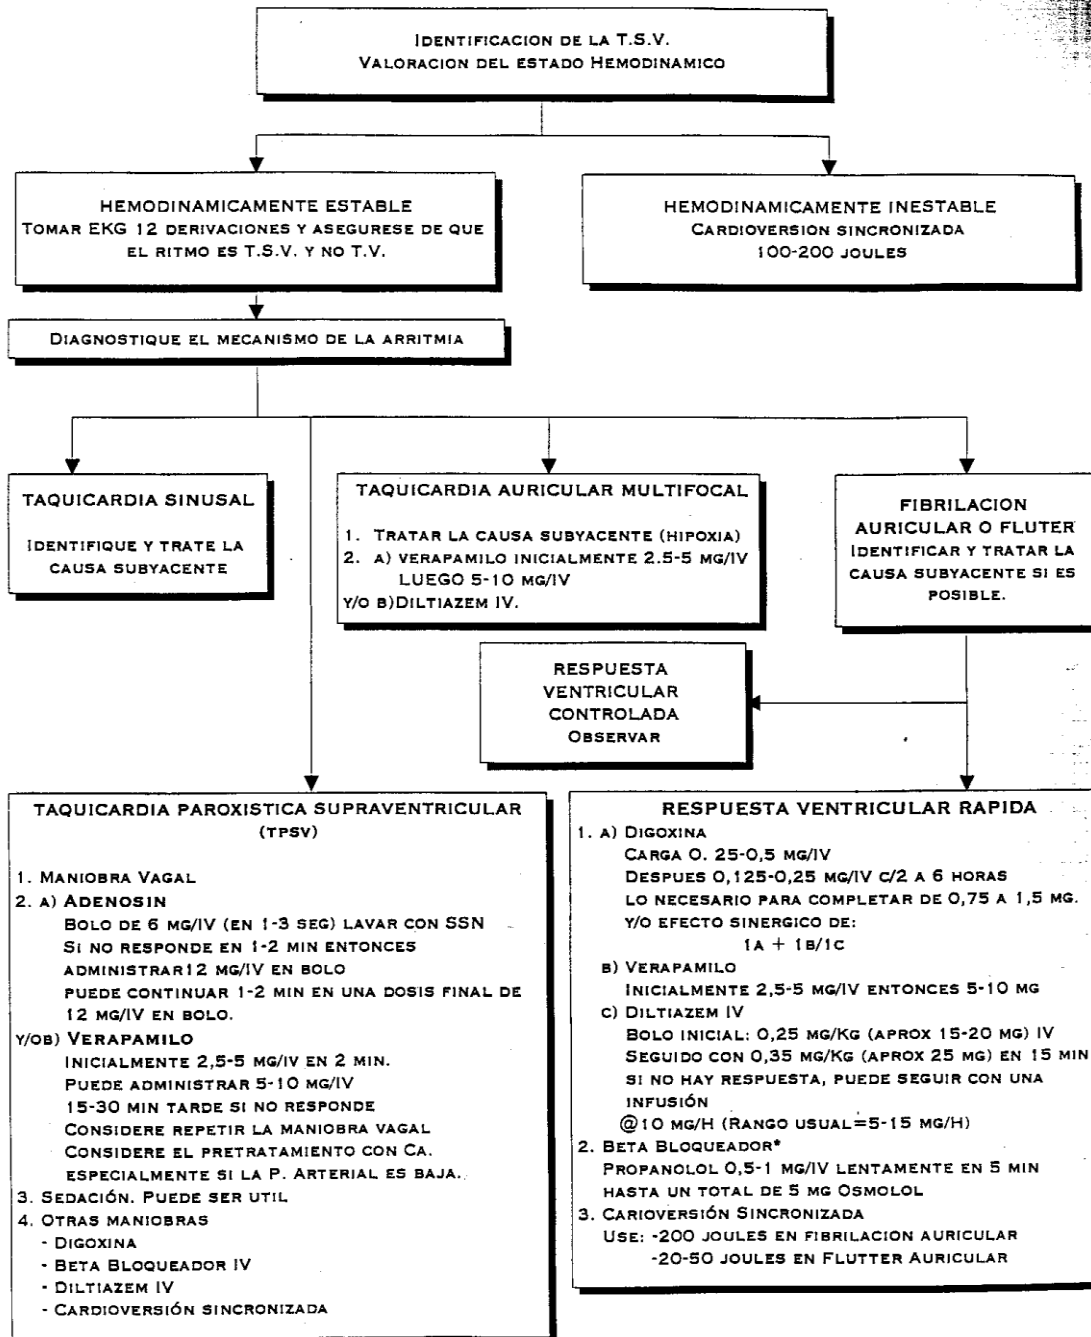 IDENTIFICACION DE LA T.S.V.
VALORACION DEL ESTADO HEMODINAMICO
HEMODINAMICAMENTE ESTABLE
TOMAR EKG 12 DERIVACIONES Y ASEGURESE DE QUE
EL RITMO ES T.S.V. Y NO T.V.
HEMODINAMICAMENTE INESTABLE
CARDIOVERSION SINCRONIZADA
100-200 JOULES
DIAGNOSTIQUE EL MECANISMO DE LA ARRITMIA
TAQUICARDIA SINUSAL
IDENTIFIQUE Y TRATE LA
CAUSA SUBYACENTE
TAQUICARDIA AURICULAR MULTIFOCAL
1. TRATAR LA CAUSA SUBYACENTE (HIPOXIA)
2. A) VERAPAMILO INICIALMENTE 2.5-5 MG/IV
LUEGO 5-10 MG/IV
Y/O B)DILTIAZEM IV.
FIBRILACION
AURICULAR O FLUTER
IDENTIFICAR Y TRATAR LA
CAUSA SUBYACENTE SI ES
POSIBLE.
RESPUESTA
VENTRICULAR
CONTROLADA
OBSERVAR
TAQUICARDIA PAROXISTICA SUPRAVENTRICULAR
(TPSV)
1. MANIOBRA VAGAL
2. A) ADENOSIN
BOLO DE 6 MG/IV (EN 1-3 SEG) LAVAR CON SSN
SI NO RESPONDE EN 1-2 MIN ENTONCES
ADMINISTRAR12 MG/IV EN BOLO
PUEDE CONTINUAR 1-2 MIN EN UNA DOSIS FINAL DE
12 MG/IV EN BOLO.
Y/OB) VERAPAMILO
INICIALMENTE 2,5-5 MG/IV EN 2 MIN.
PUEDE ADMINISTRAR 5-10 MG/IV
15-30 MIN TARDE SI NO RESPONDE
CONSIDERE REPETIR LA MANIOBRA VAGAL
CONSIDERE EL PRETRATAMIENTO CON CA.
ESPECIALMENTE SI LA P. ARTERIAL ES BAJA.
3. SEDACIÓN. PUEDE SER UTIL
4. OTRAS MANIOBRAS
- DIGOXINA
- BETA BLOQUEADOR IV
- DILTIAZEM IV
- CARDIOVERSIÓN SINCRONIZADA
RESPUESTA VENTRICULAR RAPIDA
1. A) DIGOXINA
CARGA O. 25-0,5 MG/IV
DESPUES 0,125-0,25 MG/IV C/2 A 6 HORAS
LO NECESARIO PARA COMPLETAR DE 0,75 A 1,5 MG.
Y/O EFECTO SINERGICO DE:
1A + 1B/1C
B) VERAPAMILO
INICIALMENTE 2,5-5 MG/IV ENTONCES 5-10 MG
C) DILTIAZEM IV
BOLO INICIAL: 0,25 MG/KG (APROX 15-20 MG) IV
SEGUIDO CON 0,35 MG/KG (APROX 25 MG) EN 15 MIN
SI NO HAY RESPUESTA, PUEDE SEGUIR CON UNA
INFUSIÓN
@10 MG/H (RANGO USUAL=5-15 MG/H)
2. BETA BLOQUEADOR*
PROPANOLOL 0,5-1 MG/IV LENTAMENTE EN 5 MIN
HASTA UN TOTAL DE 5 MG OSMOLOL
3. CARIOVERSIÓN SINCRONIZADA
USE: -200 JOULES EN FIBRILACION AURICULAR
-20-50 JOULES EN FLUTTER AURICULAR